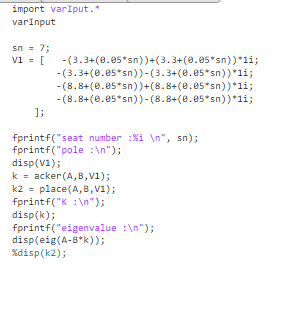 import varIput.*
varInput
sn = 7;
V1 = [ -(3.3+(0.05*sn))+(3.3+(0.05*sn))*1i;
-(3.3+(0.05*sn))-(3.3+(0.05*sn))*1i;
-(8.8+(0.05*sn))+(8.8+(0.05*sn))*1i;
-(8.8+(0.05*sn))-(8.8+(0.05*sn))*1i;
];
fprintf("seat number :%i \n", sn);
fprintf("pole :\n");
disp(V1);
k = acker(A,B,V1);
k2 = place(A,B,V1);
fprintf("K :\n");
disp(k);
fprintf("eigenvalue :\n");
disp(eig(A-B*k));
%disp(k2);